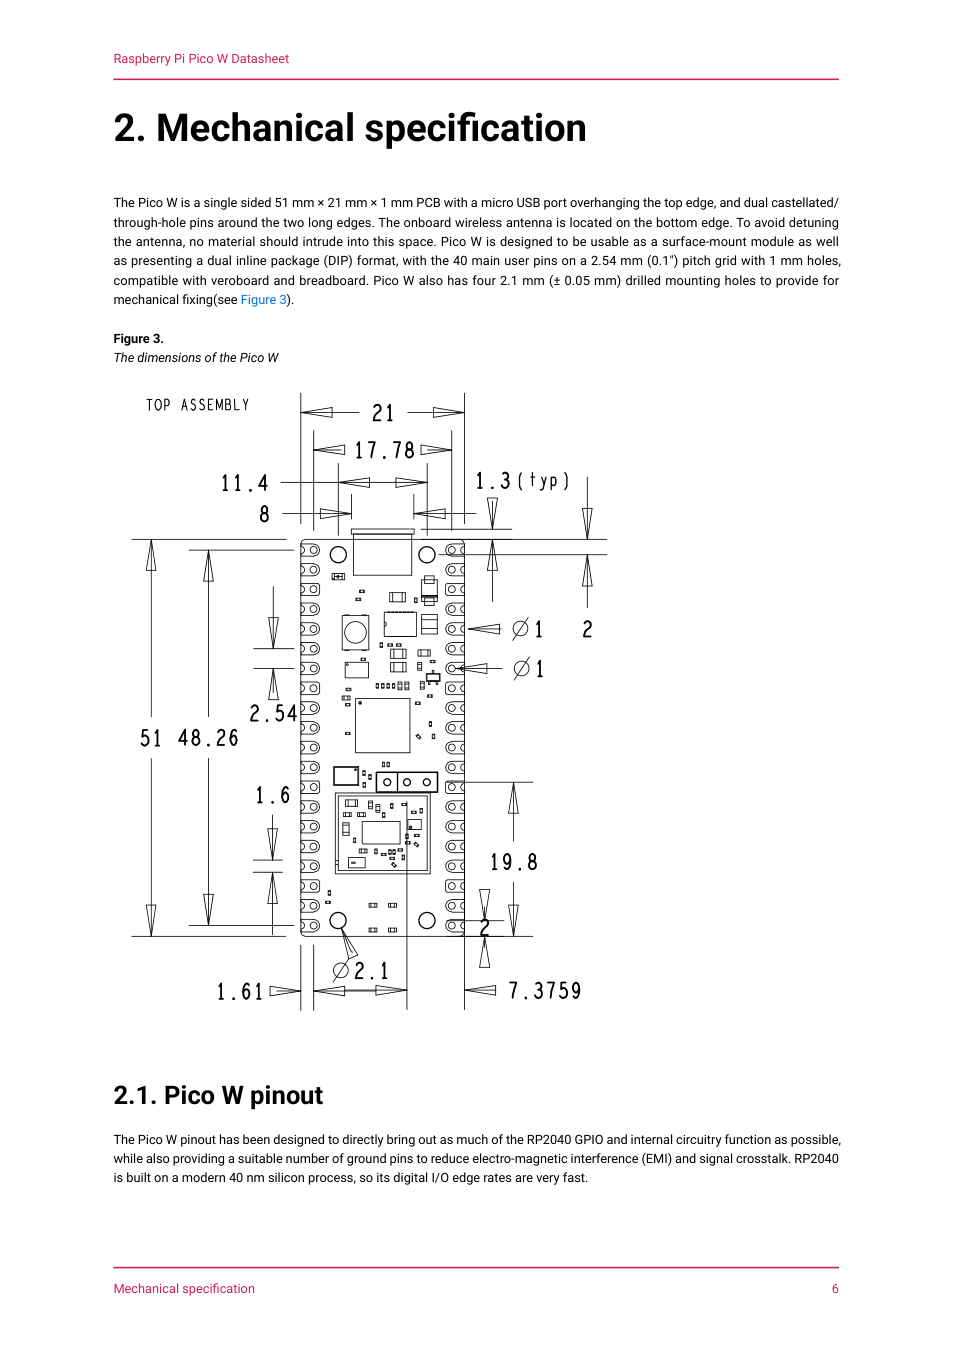 Raspberry Pi Pico W Datasheet
2. Mechanical specification
The Pico W is a single sided 51 mm × 21 mm × 1 mm PCB with a micro USB port overhanging the top edge, and dual castellated/
through-hole pins around the two long edges. The onboard wireless antenna is located on the bottom edge. To avoid detuning
the antenna, no material should intrude into this space. Pico W is designed to be usable as a surface-mount module as well
as presenting a dual inline package (DIP) format, with the 40 main user pins on a 2.54 mm (0.1") pitch grid with 1 mm holes,
compatible with veroboard and breadboard. Pico W also has four 2.1 mm (± 0.05 mm) drilled mounting holes to provide for
mechanical fixing(see Figure 3).
Figure 3.
The dimensions of the Pico W
TOP ASSEMBLY
21
17.78
11.4
1.3(typ)
8
∅1
2
∅1
2.54
51
48.26
1.6
19.8
2
∅2.1
1.61
7.3759
2.1. Pico W pinout
The Pico W pinout has been designed to directly bring out as much of the RP2040 GPIO and internal circuitry function as possible,
while also providing a suitable number of ground pins to reduce electro-magnetic interference (EMI) and signal crosstalk. RP2040
is built on a modern 40 nm silicon process, so its digital I/O edge rates are very fast.
Mechanical specification
6